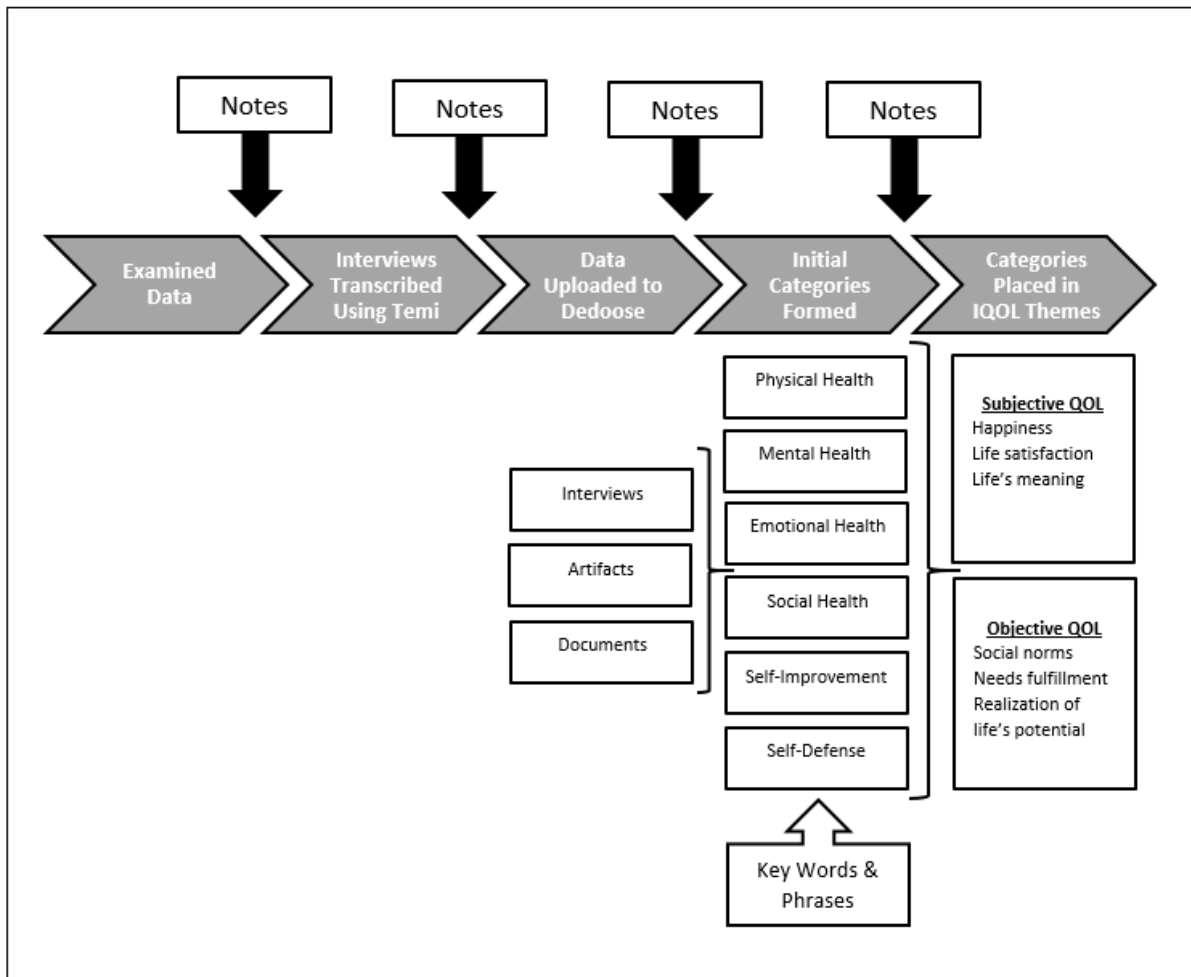 Notes
Notes
Notes
Notes
Examined
Data
Interviews
Transcribed
Using Temi
Data
Uploaded to
Dedoose
Initial
Categories
Formed
Categories
Placed in
IQOL Themes
Interviews
Artifacts
Documents
Physical Health
Mental Health
Emotional Health
Social Health
Self-Improvement
Self-Defense
Key Words &
Phrases
Subjective QOL
Happiness
Life satisfaction
Life’s meaning
Objective QOL
Social norms
Needs fulfillment
Realization of
life’s potential